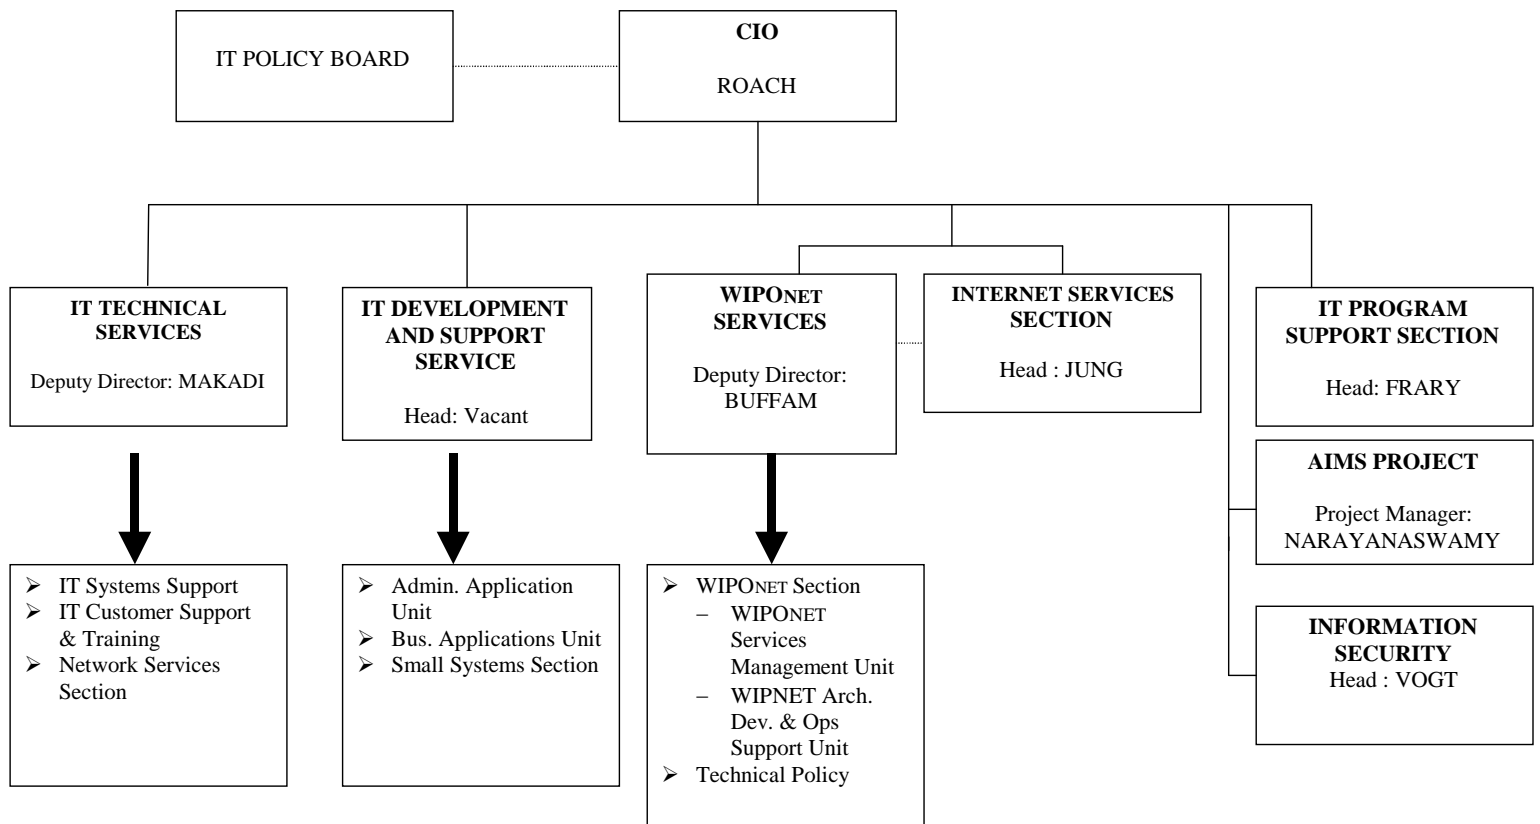 IT POLICY BOARD
CIO
ROACH
IT TECHNICAL
SERVICES
Deputy Director: MAKADI
IT DEVELOPMENT
AND SUPPORT
SERVICE
Head: Vacant
WIPONET
SERVICES
Deputy Director:
BUFFAM
INTERNET SERVICES
SECTION
Head : JUNG
IT PROGRAM
SUPPORT SECTION
Head: FRARY
AIMS PROJECT
Project Manager:
NARAYANASWAMY
INFORMATION
SECURITY
Head : VOGT
➢ IT Systems Support
➢ IT Customer Support
& Training
➢ Network Services
Section
➢ Admin. Application
Unit
➢ Bus. Applications Unit
➢ Small Systems Section
➢ WIPONET Section
– WIPONET
Services
Management Unit
– WIPNET Arch.
Dev. & Ops
Support Unit
➢ Technical Policy